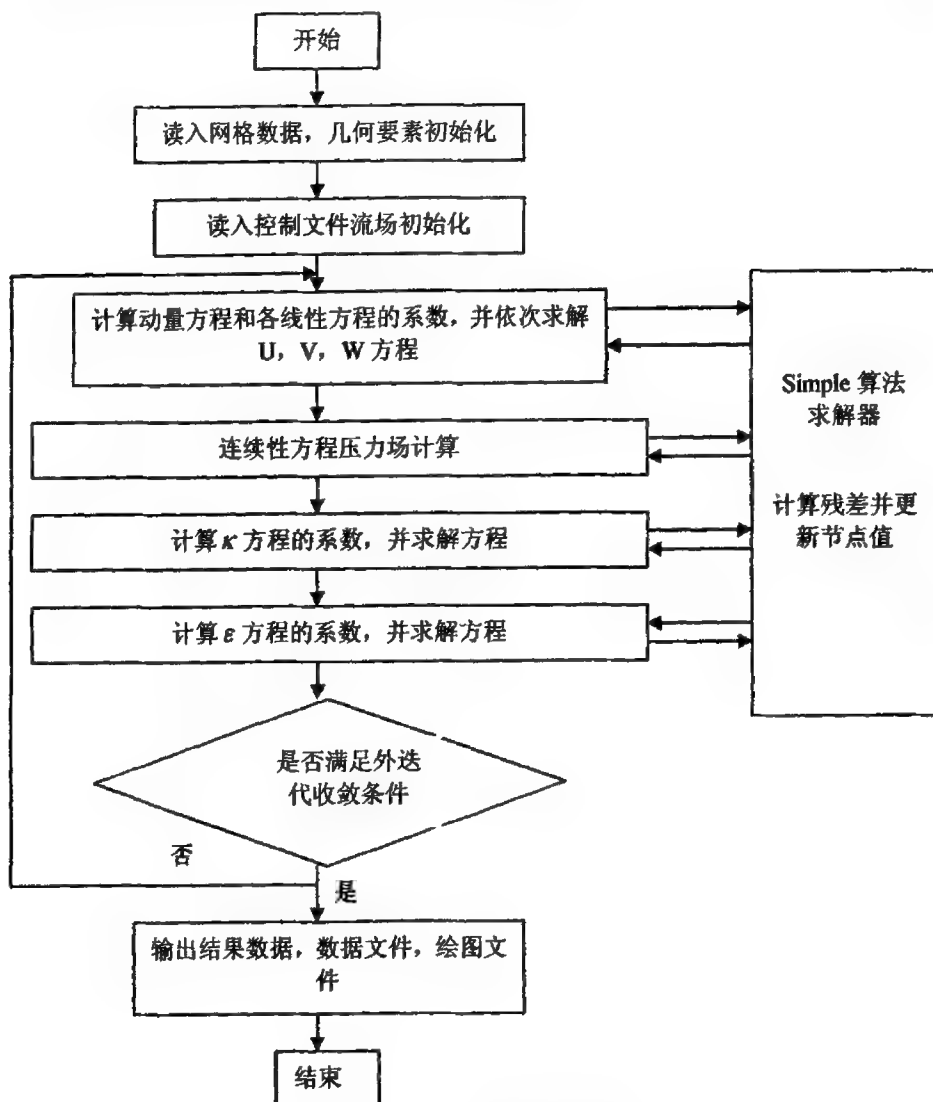 开始
读入网格数据，几何要素初始化
读入控制文件流场初始化
计算动量方程和各线性方程的系数，并依次求解
U，V，W 方程
连续性方程压力场计算
计算 κ 方程的系数，并求解方程
计算 ε 方程的系数，并求解方程
Simple 算法
求解器
计算残差并更
新节点值
是否满足外迭
代收敛条件
否
是
输出结果数据，数据文件，绘图文
件
结束